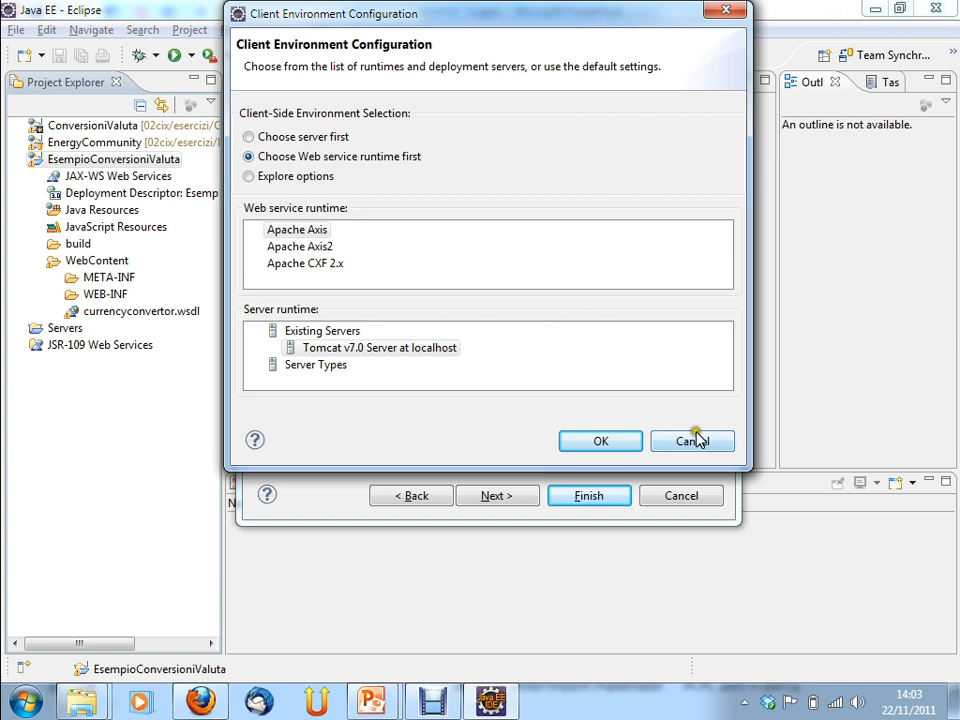 Java EE - Eclipse
File Edit Navigate Search Project
Team Synchr...
Project Explorer
ConversioniValuta [02cix/esercizi/C
EnergyCommunity [02cix/esercizi/
EsempioConversioniValuta
JAX-WS Web Services
Deployment Descriptor: Esemp
Java Resources
JavaScript Resources
build
WebContent
META-INF
WEB-INF
currencyconvertor.wsdl
Servers
JSR-109 Web Services
Client Environment Configuration
Client Environment Configuration
Choose from the list of runtimes and deployment servers, or use the default settings.
Client-Side Environment Selection:
Choose server first
Choose Web service runtime first
Explore options
Web service runtime:
Apache Axis
Apache Axis2
Apache CXF 2.x
Server runtime:
Existing Servers
Tomcat v7.0 Server at localhost
Server Types
OK Cancel
< Back Next > Finish Cancel
Outl Tas
An outline is not available.
EsempioConversioniValuta
Java EE
IDE
14:03
22/11/2011